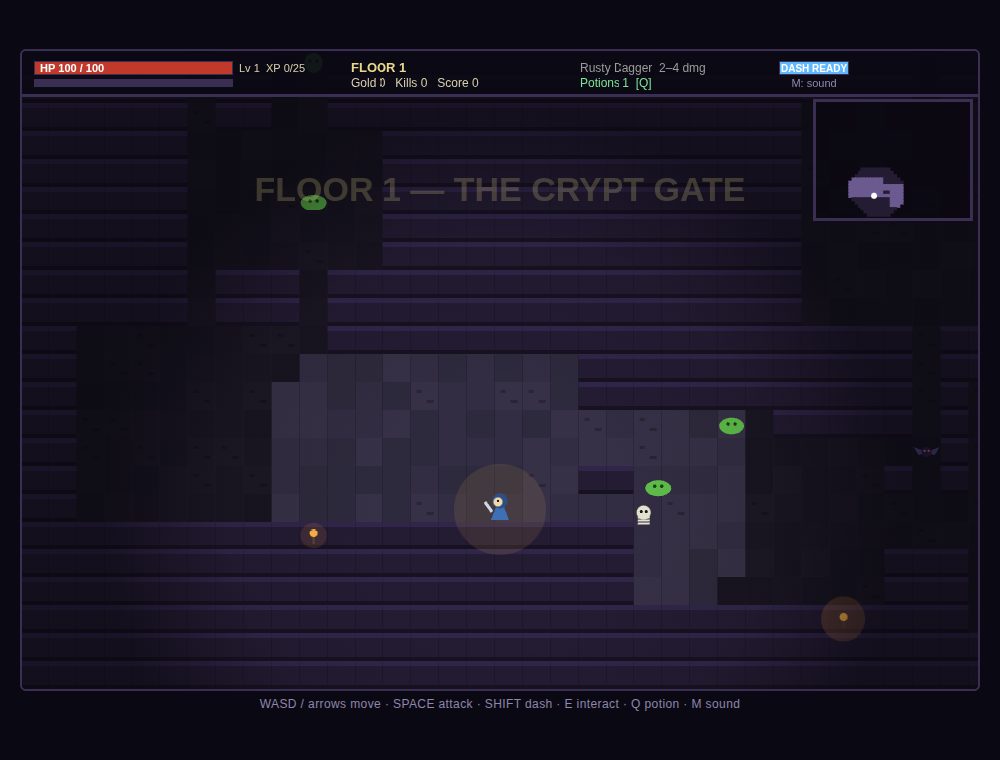 HP 100 / 100 Lv 1 XP 0/25 FLOOR 1 Rusty Dagger 2–4 dmg DASH READY
Gold 0 Kills 0 Score 0 Potions 1 [Q] M: sound
FLOOR 1 — THE CRYPT GATE
WASD / arrows move · SPACE attack · SHIFT dash · E interact · Q potion · M sound